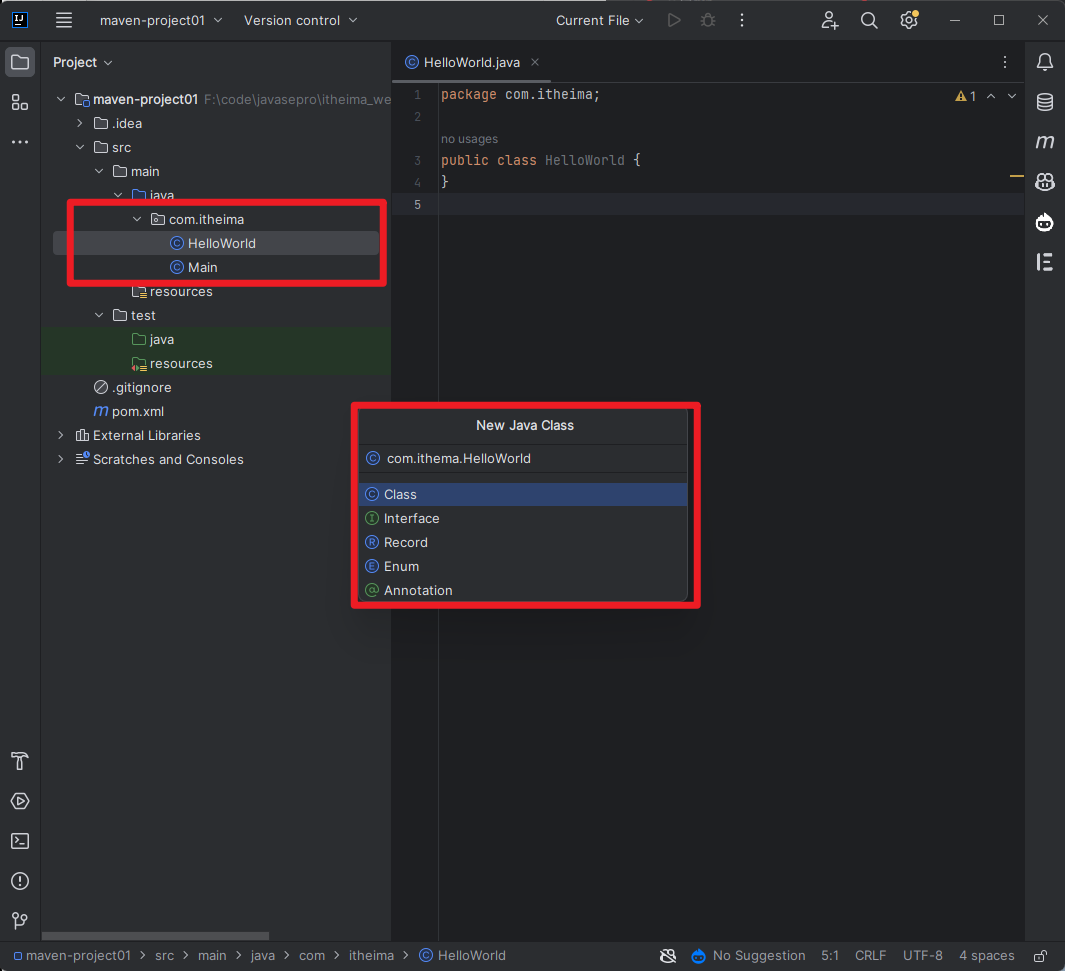 maven-project01 Version control Current File
Project
HelloWorld.java
maven-project01 F:\code\javasepro\itheima_we
.idea
src
main
java
com.itheima
HelloWorld
Main
resources
test
java
resources
.gitignore
pom.xml
External Libraries
Scratches and Consoles
1 package com.itheima;
1
2
no usages
3 public class HelloWorld {
4 }
5
New Java Class
com.ithema.HelloWorld
Class
Interface
Record
Enum
Annotation
maven-project01 > src > main > java > com > itheima > HelloWorld
No Suggestion 5:1 CRLF UTF-8 4 spaces